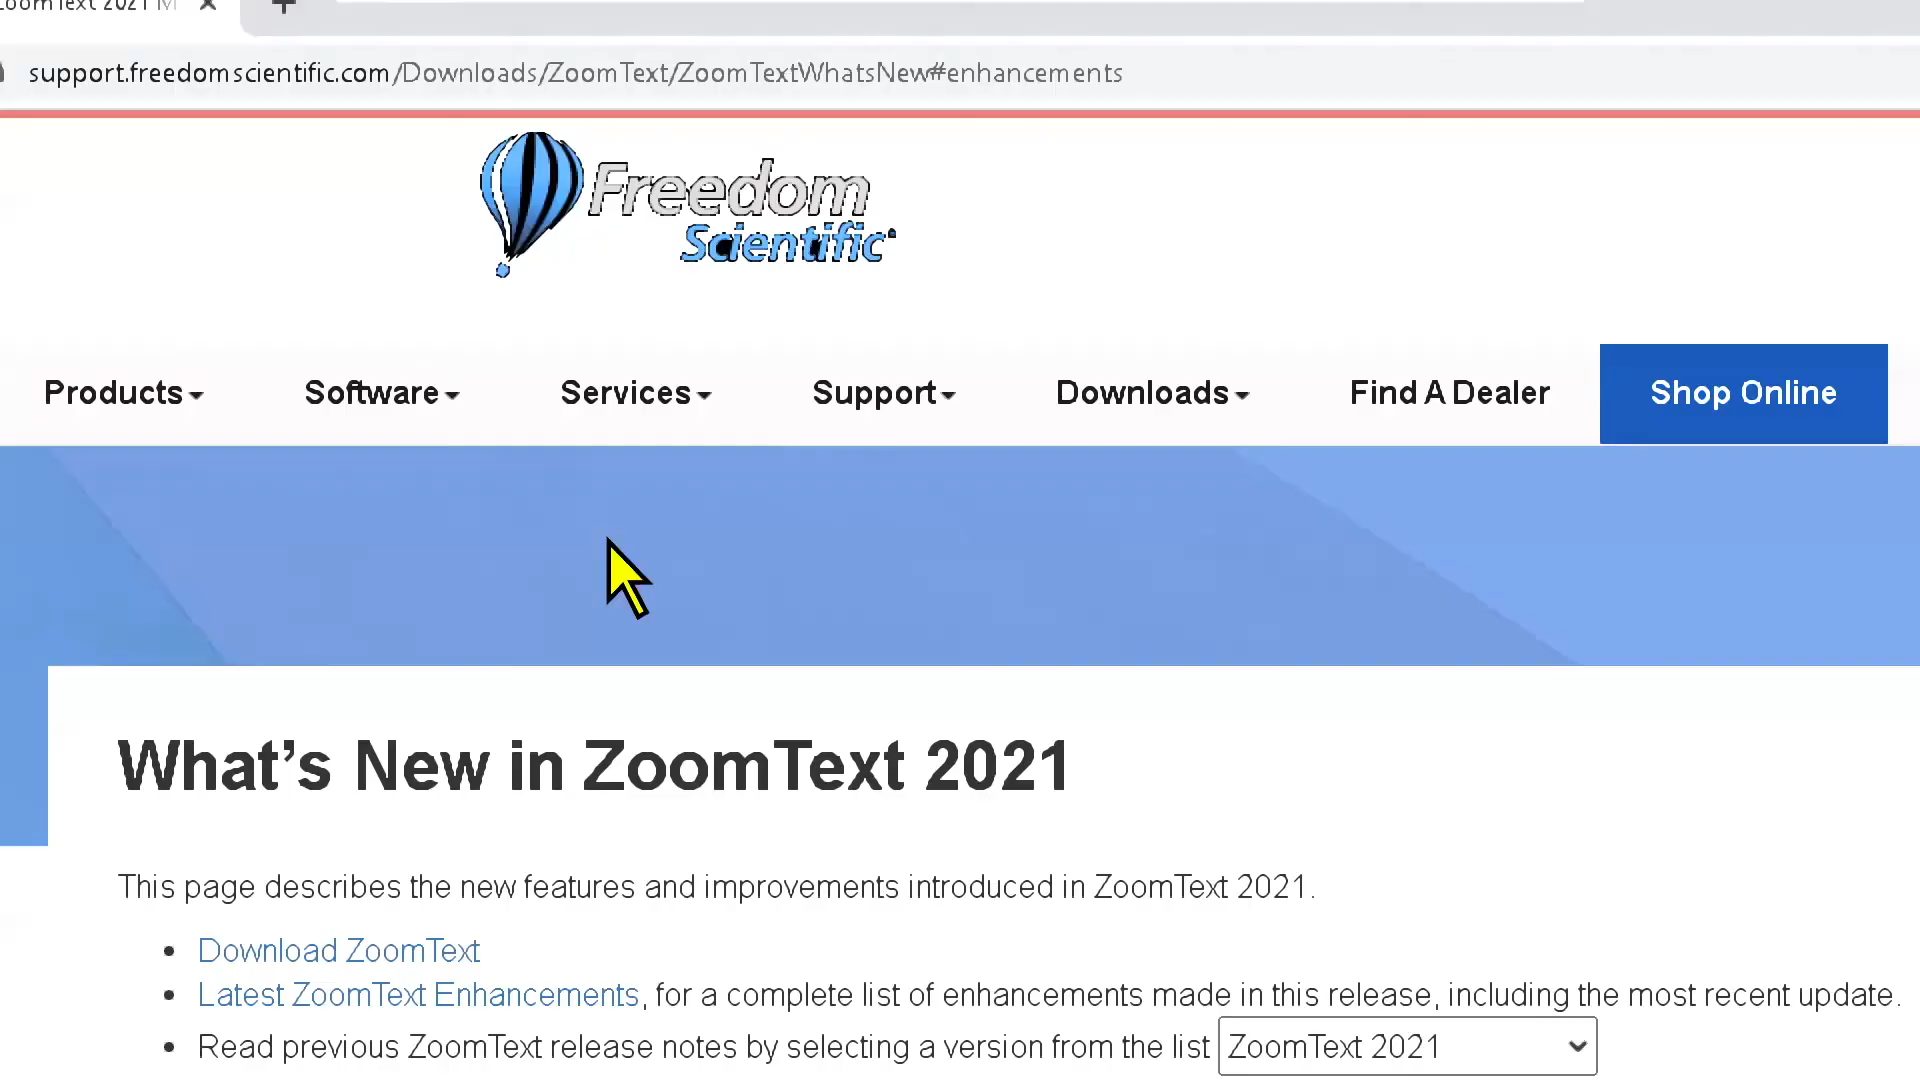 ZoomText 2021
support.freedomscientific.com/Downloads/ZoomText/ZoomTextWhatsNew#enhancements
Freedom
Scientific
Products
Software
Services
Support
Downloads
Find A Dealer
Shop Online
What’s New in ZoomText 2021
This page describes the new features and improvements introduced in ZoomText 2021.
• Download ZoomText
• Latest ZoomText Enhancements, for a complete list of enhancements made in this release, including the most recent update.
• Read previous ZoomText release notes by selecting a version from the list ZoomText 2021